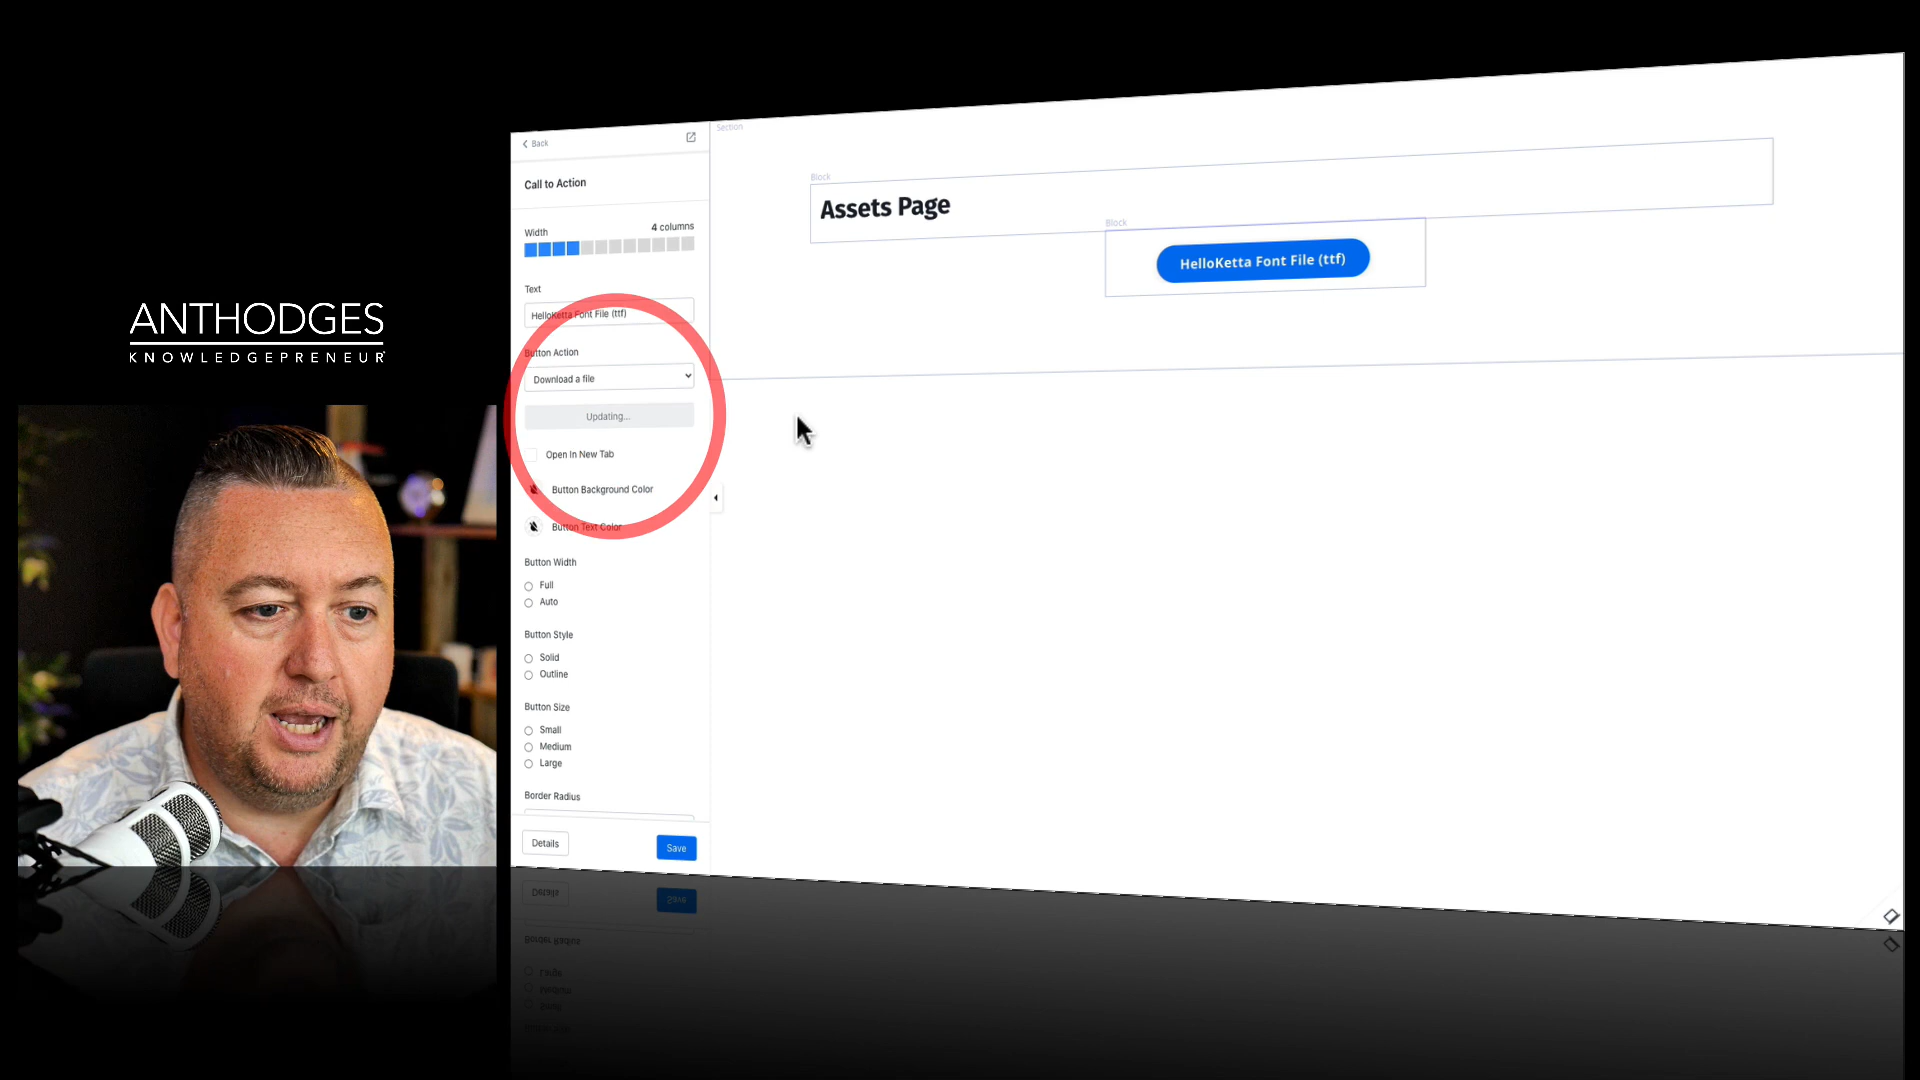 ANTHODGES
KNOWLEDGEPRENEUR
Back
Call to Action
Width
4 columns
Text
HelloKetta Font File (ttf)
Button Action
Download a file
Updating...
Open In New Tab
Button Background Color
Button Text Color
Button Width
Full
Auto
Button Style
Solid
Outline
Button Size
Small
Medium
Large
Border Radius
Details
Save
Section
Block
Assets Page
Block
HelloKetta Font File (ttf)